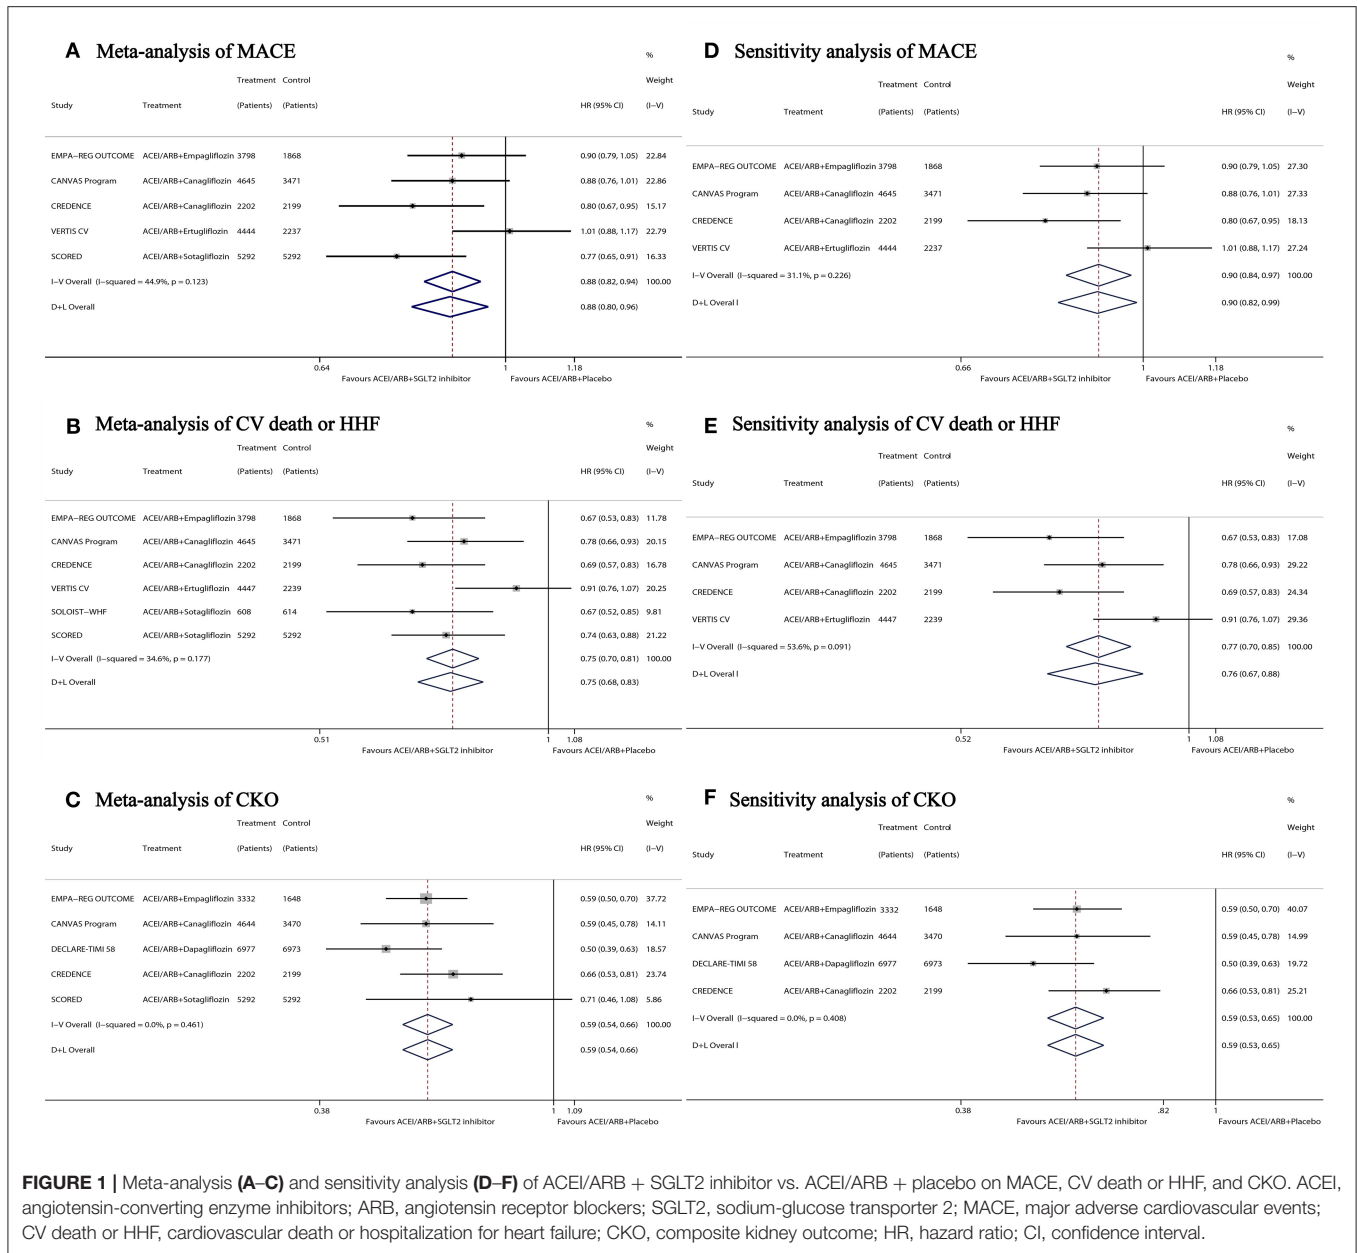 A Meta-analysis of MACE
%
Treatment Control Weight
Study Treatment (Patients) (Patients) HR (95% CI) (I−V)
EMPA−REG OUTCOME ACEI/ARB+Empagliflozin 3798 1868 0.90 (0.79, 1.05) 22.84
CANVAS Program ACEI/ARB+Canagliflozin 4645 3471 0.88 (0.76, 1.01) 22.86
CREDENCE ACEI/ARB+Canagliflozin 2202 2199 0.80 (0.67, 0.95) 15.17
VERTIS CV ACEI/ARB+Ertugliflozin 4444 2237 1.01 (0.88, 1.17) 22.79
SCORED ACEI/ARB+Sotagliflozin 5292 5292 0.77 (0.65, 0.91) 16.33
I−V Overall (I−squared = 44.9%, p = 0.123) 0.88 (0.82, 0.94) 100.00
D+L Overall 0.88 (0.80, 0.96)
0.64 1 1.18
Favours ACEI/ARB+SGLT2 inhibitor Favours ACEI/ARB+Placebo
B Meta-analysis of CV death or HHF
%
Treatment Control Weight
Study Treatment (Patients) (Patients) HR (95% CI) (I−V)
EMPA−REG OUTCOME ACEI/ARB+Empagliflozin 3798 1868 0.67 (0.53, 0.83) 11.78
CANVAS Program ACEI/ARB+Canagliflozin 4645 3471 0.78 (0.66, 0.93) 20.15
CREDENCE ACEI/ARB+Canagliflozin 2202 2199 0.69 (0.57, 0.83) 16.78
VERTIS CV ACEI/ARB+Ertugliflozin 4447 2239 0.91 (0.76, 1.07) 20.25
SOLOIST−WHF ACEI/ARB+Sotagliflozin 608 614 0.67 (0.52, 0.85) 9.81
SCORED ACEI/ARB+Sotagliflozin 5292 5292 0.74 (0.63, 0.88) 21.22
I−V Overall (I−squared = 34.6%, p = 0.177) 0.75 (0.70, 0.81) 100.00
D+L Overall 0.75 (0.68, 0.83)
0.51 1 1.08
Favours ACEI/ARB+SGLT2 inhibitor Favours ACEI/ARB+Placebo
C Meta-analysis of CKO
%
Treatment Control Weight
Study Treatment (Patients) (Patients) HR (95% CI) (I−V)
EMPA−REG OUTCOME ACEI/ARB+Empagliflozin 3332 1648 0.59 (0.50, 0.70) 37.72
CANVAS Program ACEI/ARB+Canagliflozin 4644 3470 0.59 (0.45, 0.78) 14.11
DECLARE-TIMI 58 ACEI/ARB+Dapagliflozin 6977 6973 0.50 (0.39, 0.63) 18.57
CREDENCE ACEI/ARB+Canagliflozin 2202 2199 0.66 (0.53, 0.81) 23.74
SCORED ACEI/ARB+Sotagliflozin 5292 5292 0.71 (0.46, 1.08) 5.86
I−V Overall (I−squared = 0.0%, p = 0.461) 0.59 (0.54, 0.66) 100.00
D+L Overall 0.59 (0.54, 0.66)
0.38 1 1.09
Favours ACEI/ARB+SGLT2 inhibitor Favours ACEI/ARB+Placebo
D Sensitivity analysis of MACE
%
Treatment Control Weight
Study Treatment (Patients) (Patients) HR (95% CI) (I−V)
EMPA−REG OUTCOME ACEI/ARB+Empagliflozin 3798 1868 0.90 (0.79, 1.05) 27.30
CANVAS Program ACEI/ARB+Canagliflozin 4645 3471 0.88 (0.76, 1.01) 27.33
CREDENCE ACEI/ARB+Canagliflozin 2202 2199 0.80 (0.67, 0.95) 18.13
VERTIS CV ACEI/ARB+Ertugliflozin 4444 2237 1.01 (0.88, 1.17) 27.24
I−V Overall (I−squared = 31.1%, p = 0.226) 0.90 (0.84, 0.97) 100.00
D+L Overal l 0.90 (0.82, 0.99)
0.66 1 1.18
Favours ACEI/ARB+SGLT2 inhibitor Favours ACEI/ARB+Placebo
E Sensitivity analysis of CV death or HHF
%
Treatment Control Weight
Study Treatment (Patients) (Patients) HR (95% CI) (I−V)
EMPA−REG OUTCOME ACEI/ARB+Empagliflozin 3798 1868 0.67 (0.53, 0.83) 17.08
CANVAS Program ACEI/ARB+Canagliflozin 4645 3471 0.78 (0.66, 0.93) 29.22
CREDENCE ACEI/ARB+Canagliflozin 2202 2199 0.69 (0.57, 0.83) 24.34
VERTIS CV ACEI/ARB+Ertugliflozin 4447 2239 0.91 (0.76, 1.07) 29.36
I−V Overall (I−squared = 53.6%, p = 0.091) 0.77 (0.70, 0.85) 100.00
D+L Overal l 0.76 (0.67, 0.88)
0.52 1 1.08
Favours ACEI/ARB+SGLT2 inhibitor Favours ACEI/ARB+Placebo
F Sensitivity analysis of CKO
%
Treatment Control Weight
Study Treatment (Patients) (Patients) HR (95% CI) (I−V)
EMPA−REG OUTCOME ACEI/ARB+Empagliflozin 3332 1648 0.59 (0.50, 0.70) 40.07
CANVAS Program ACEI/ARB+Canagliflozin 4644 3470 0.59 (0.45, 0.78) 14.99
DECLARE-TIMI 58 ACEI/ARB+Dapagliflozin 6977 6973 0.50 (0.39, 0.63) 19.72
CREDENCE ACEI/ARB+Canagliflozin 2202 2199 0.66 (0.53, 0.81) 25.21
I−V Overall (I−squared = 0.0%, p = 0.408) 0.59 (0.53, 0.65) 100.00
D+L Overal l 0.59 (0.53, 0.65)
0.38 .82 1
Favours ACEI/ARB+SGLT2 inhibitor Favours ACEI/ARB+Placebo
FIGURE 1 | Meta-analysis (A–C) and sensitivity analysis (D–F) of ACEI/ARB + SGLT2 inhibitor vs. ACEI/ARB + placebo on MACE, CV death or HHF, and CKO. ACEI,
angiotensin-converting enzyme inhibitors; ARB, angiotensin receptor blockers; SGLT2, sodium-glucose transporter 2; MACE, major adverse cardiovascular events;
CV death or HHF, cardiovascular death or hospitalization for heart failure; CKO, composite kidney outcome; HR, hazard ratio; CI, confidence interval.